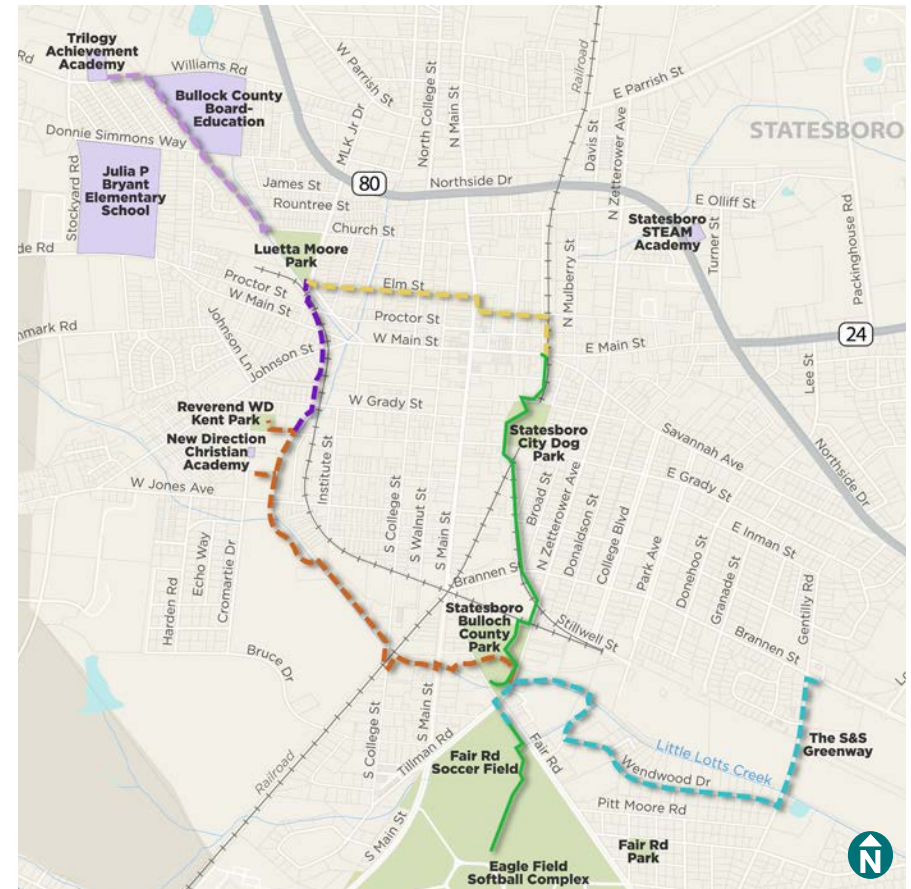 Trilogy
Achievement
Academy
Rd
Williams Rd
Bullock County
Board-
Education
W Parrish St
North College St
N Main St
MLK Jr Dr
Railroad
Davis St
E Parrish St
N Zetterower Ave
STATESBORO
Donnie Simmons Way
Julia P
Bryant
Elementary
School
Stockyard Rd
James St
Rountree St
80
Northside Dr
E Olliff St
Statesboro
STEAM
Academy
Turner St
Packinghouse Rd
Church St
de Rd
Luetta Moore
Park
Elm St
N Mulberry St
Proctor St
W Main St
Proctor St
W Main St
E Main St
24
nmark Rd
Johnson Ln
Johnson St
Lee St
W Grady St
Reverend WD
Kent Park
New Direction
Christian
Academy
Statesboro
City Dog
Park
Savannah Ave
Northside Dr
E Grady St
W Jones Ave
Institute St
S College St
S Walnut St
S Main St
Broad St
N Zetterower Ave
Donaldson St
College Blvd
Park Ave
Donehoo St
Granade St
E Inman St
Harden Rd
Echo Way
Cromartie Dr
Brannen St
Statesboro
Bulloch
County
Park
Stillwell St
Brannen St
Gentilly Rd
Bruce Dr
Lo
S College St
S Main St
Tillman Rd
Railroad
Fair Rd
Soccer Field
Fair Rd
Little Lotts Creek
Wendwood Dr
The S&S
Greenway
Pitt Moore Rd
S Main St
Fair Rd
Park
Eagle Field
Softball Complex
N